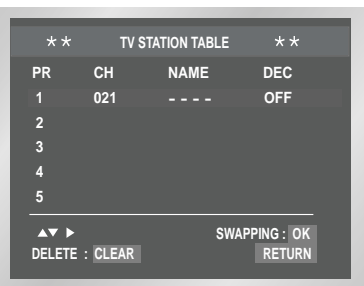 ** TV STATION TABLE **
PR CH NAME DEC
1 021 - - - - OFF
2
3
4
5
▲▼ ▶ SWAPPING : OK
DELETE : CLEAR RETURN